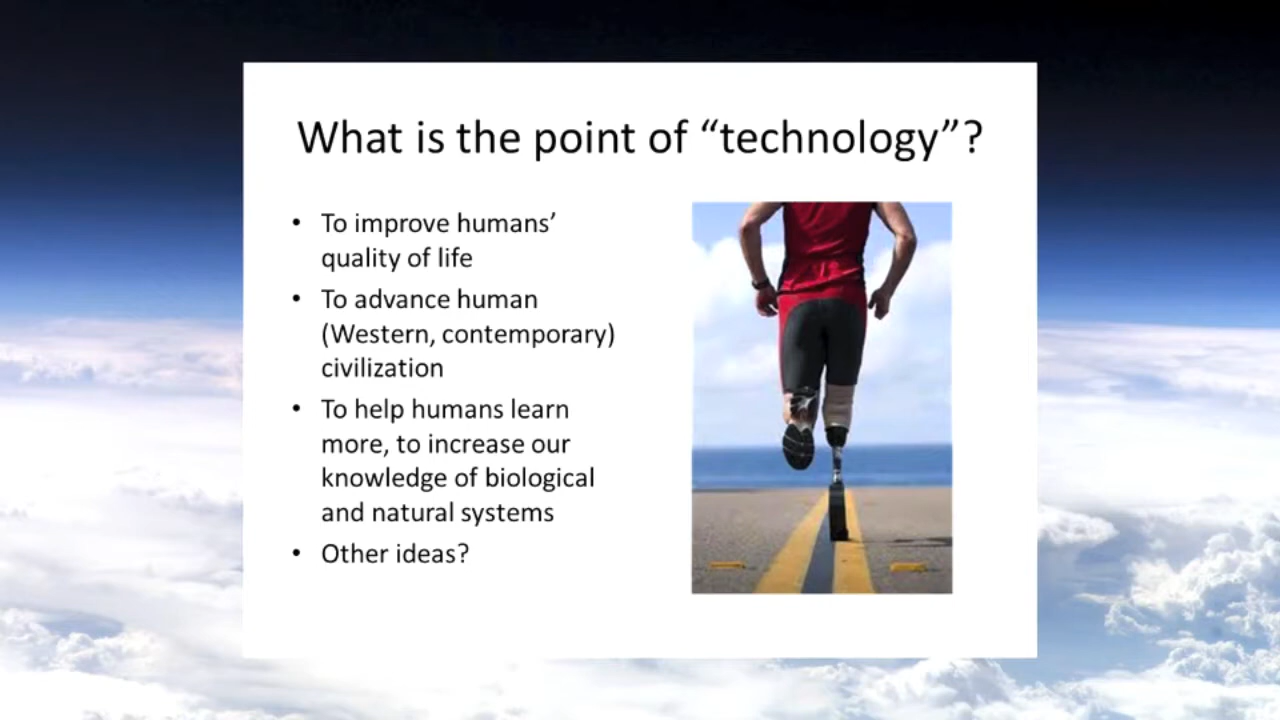 What is the point of “technology”?
• To improve humans’
quality of life
• To advance human
(Western, contemporary)
civilization
• To help humans learn
more, to increase our
knowledge of biological
and natural systems
• Other ideas?